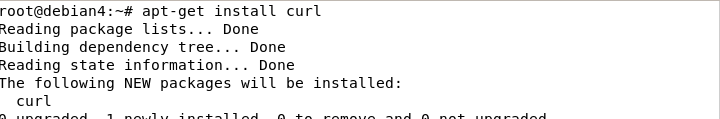 root@debian4:~# apt-get install curl
Reading package lists... Done
Building dependency tree... Done
Reading state information... Done
The following NEW packages will be installed:
  curl
0 upgraded, 1 newly installed, 0 to remove and 0 not upgraded.